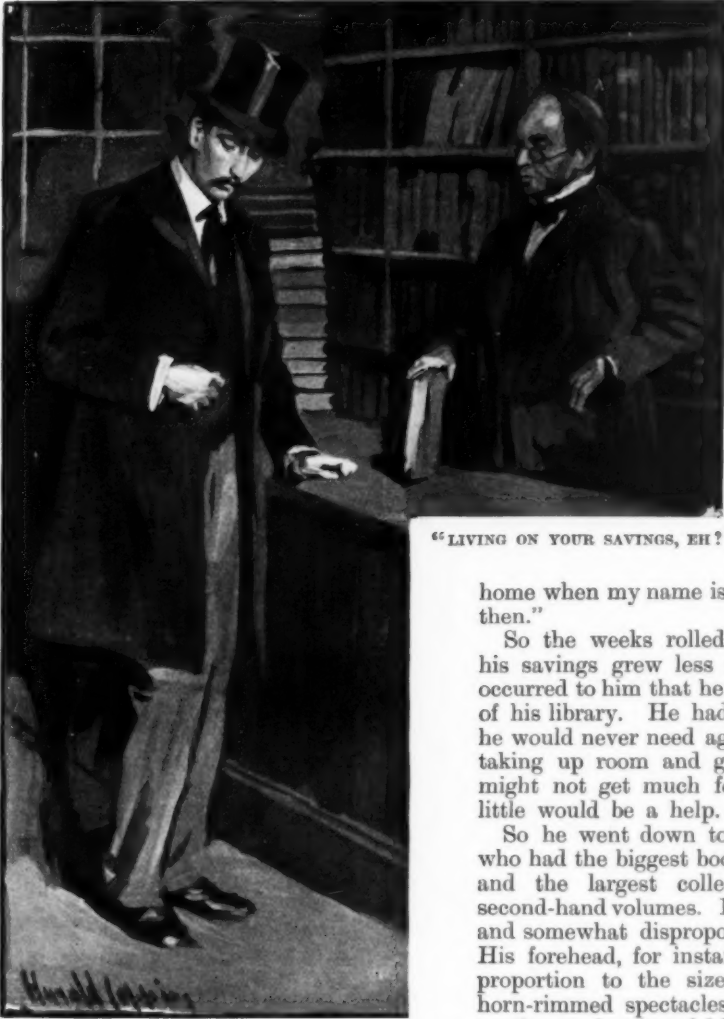 "LIVING ON YOUR SAVINGS, EH?
home when my name is
then."
So the weeks rolled
his savings grew less
occurred to him that he
of his library. He had
he would never need ag
taking up room and g
might not get much f
little would be a help.
So he went down to
who had the biggest boo
and the largest colle
second-hand volumes.
and somewhat dispropo
His forehead, for insta
proportion to the size
horn-rimmed spectacles
Harold Copping